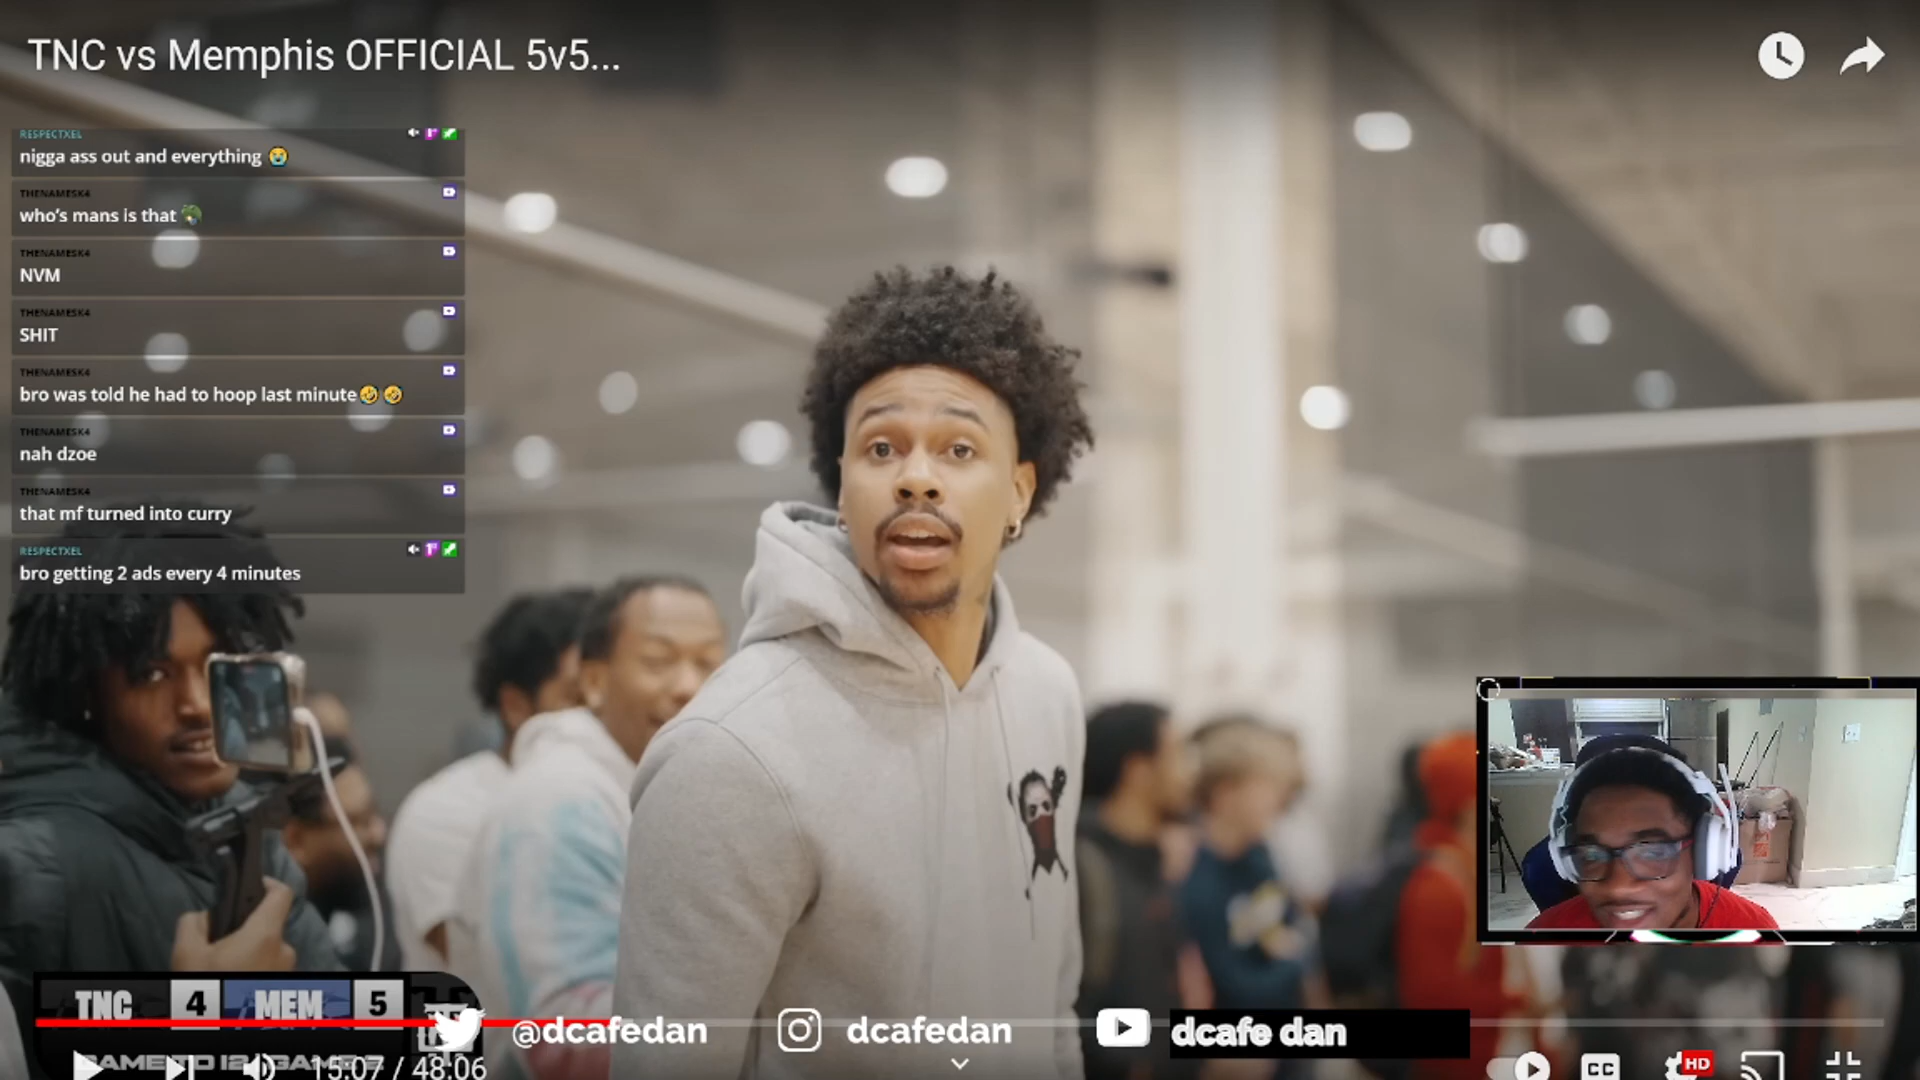 TNC vs Memphis OFFICIAL 5v5...
RESPECTXEL
nigga ass out and everything 😭
THENAMESK4
who's mans is that
THENAMESK4
NVM
THENAMESK4
SHIT
THENAMESK4
bro was told he had to hoop last minute🤣 🤣
THENAMESK4
nah dzoe
THENAMESK4
that mf turned into curry
RESPECTXEL
bro getting 2 ads every 4 minutes
TNC 4 MEM 5
@dcafedan dcafedan dcafe dan
GAME TO 12
15:07 / 48:06
CC HD